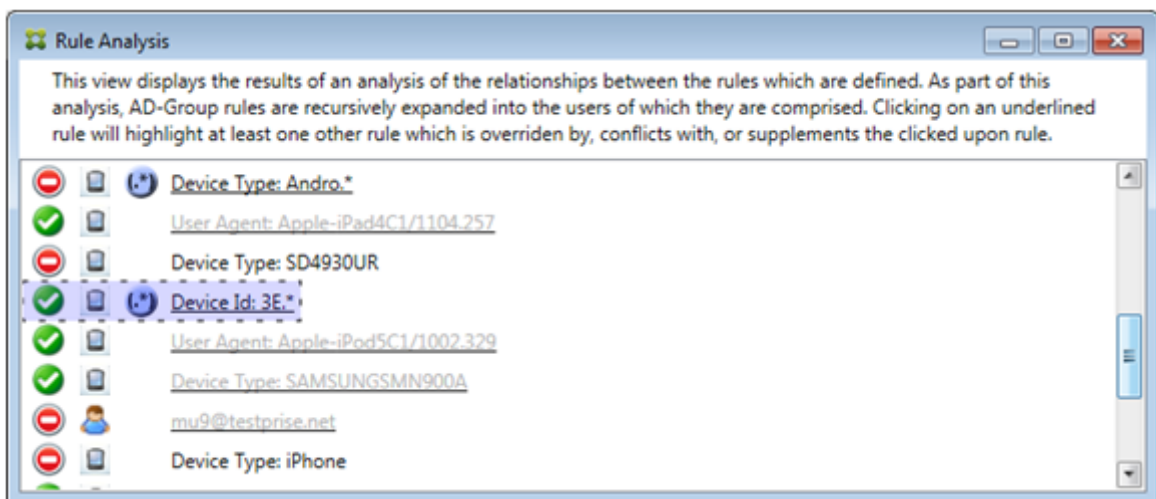 Rule Analysis
This view displays the results of an analysis of the relationships between the rules which are defined. As part of this
analysis, AD-Group rules are recursively expanded into the users of which they are comprised. Clicking on an underlined
rule will highlight at least one other rule which is overriden by, conflicts with, or supplements the clicked upon rule.
(.*) Device Type: Andro.*
User Agent: Apple-iPad4C1/1104.257
Device Type: SD4930UR
(.*) Device Id: 3E.*
User Agent: Apple-iPod5C1/1002.329
Device Type: SAMSUNGSMN900A
mu9@testprise.net
Device Type: iPhone